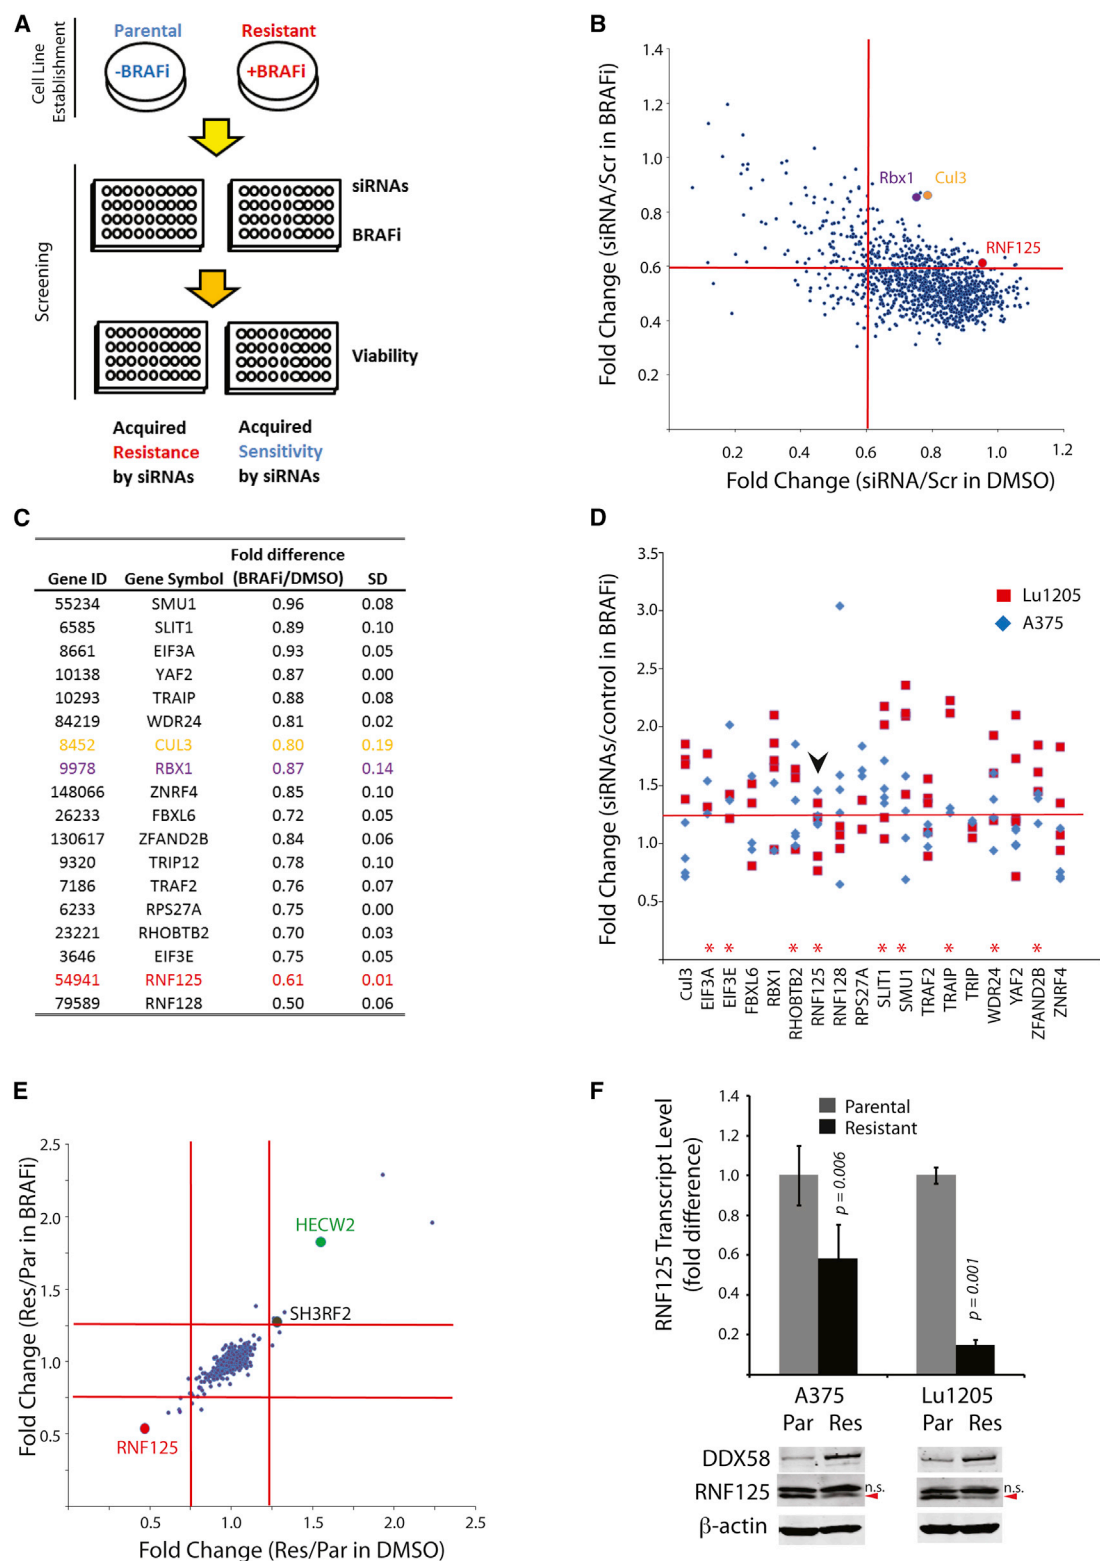 A
Parental
Resistant
Cell Line
Establishment
-BRAFi
+BRAFi
Screening
siRNAs
BRAFi
Viability
Acquired
Resistance
by siRNAs
Acquired
Sensitivity
by siRNAs
B
Fold Change (siRNA/Scr in BRAFi)
1.4
1.2
1.0
0.8
0.6
0.4
0.2
Rbx1
Cul3
RNF125
0.2 0.4 0.6 0.8 1.0 1.2
Fold Change (siRNA/Scr in DMSO)
C
Fold difference
Gene ID Gene Symbol (BRAFi/DMSO) SD
55234 SMU1 0.96 0.08
6585 SLIT1 0.89 0.10
8661 EIF3A 0.93 0.05
10138 YAF2 0.87 0.00
10293 TRAIP 0.88 0.08
84219 WDR24 0.81 0.02
8452 CUL3 0.80 0.19
9978 RBX1 0.87 0.14
148066 ZNRF4 0.85 0.10
26233 FBXL6 0.72 0.05
130617 ZFAND2B 0.84 0.06
9320 TRIP12 0.78 0.10
7186 TRAF2 0.76 0.07
6233 RPS27A 0.75 0.00
23221 RHOBTB2 0.70 0.03
3646 EIF3E 0.75 0.05
54941 RNF125 0.61 0.01
79589 RNF128 0.50 0.06
D
Fold Change (siRNAs/control in BRAFi)
3.5
3.0
2.5
2.0
1.5
1.0
0.5
Lu1205
A375
* * * * * * * * *
Cul3
EIF3A
EIF3E
FBXL6
RBX1
RHOBTB2
RNF125
RNF128
RPS27A
SLIT1
SMU1
TRAF2
TRAIP
TRIP
WDR24
YAF2
ZFAND2B
ZNRF4
E
Fold Change (Res/Par in BRAFi)
2.5
2.0
1.5
1.0
0.5
HECW2
SH3RF2
RNF125
0.5 1.0 1.5 2.0 2.5
Fold Change (Res/Par in DMSO)
F
RNF125 Transcript Level
(fold difference)
1.4
1.2
1.0
0.8
0.6
0.4
0.2
Parental
Resistant
p = 0.006
p = 0.001
A375 Lu1205
Par Res Par Res
DDX58
RNF125 n.s. n.s.
β-actin